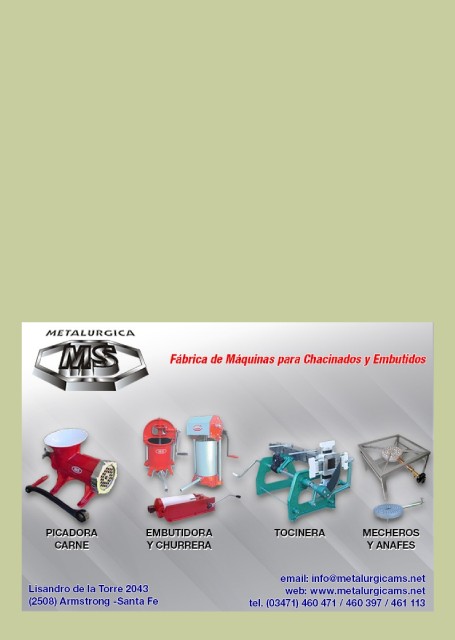 METALURGICA
MS
Fábrica de Máquinas para Chacinados y Embutidos
PICADORA
CARNE
EMBUTIDORA
Y CHURRERA
TOCINERA
MECHEROS
Y ANAFES
Lisandro de la Torre 2043
(2508) Armstrong -Santa Fe
email: info@metalurgicams.net
web: www.metalurgicams.net
tel. (03471) 460 471 / 460 397 / 461 113